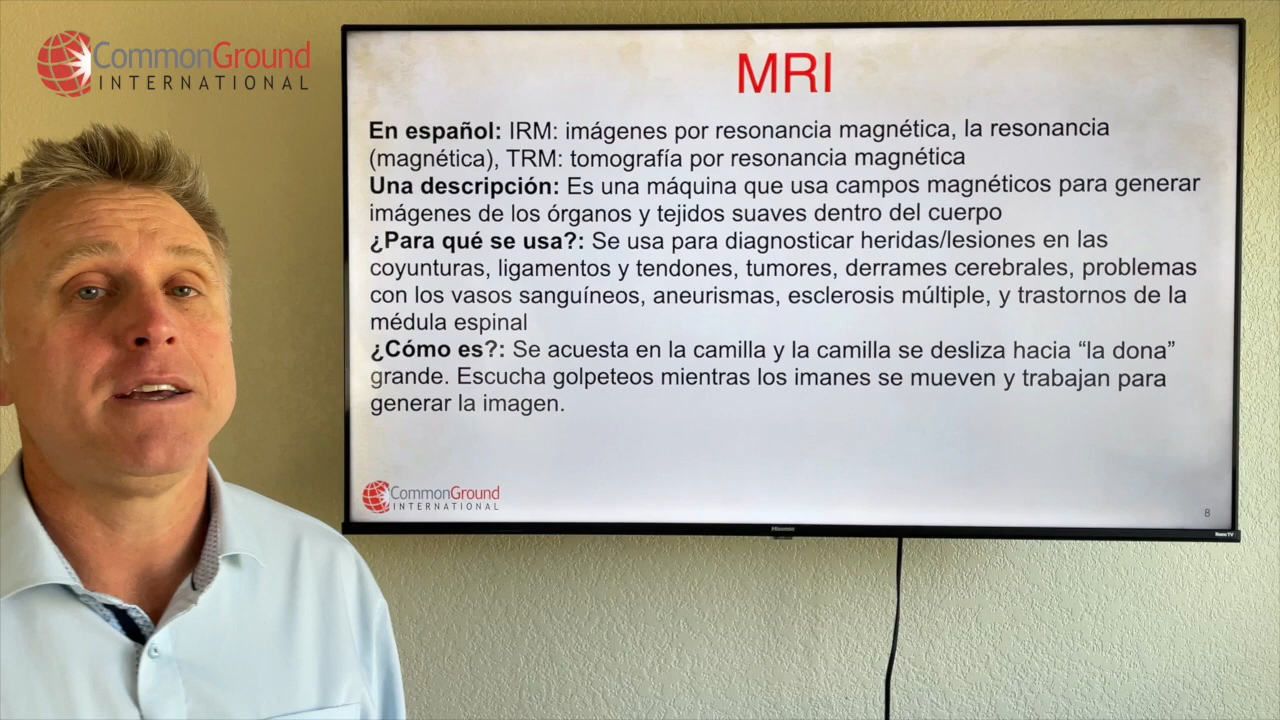 CommonGround
INTERNATIONAL
MRI
En español: IRM: imágenes por resonancia magnética, la resonancia
(magnética), TRM: tomografía por resonancia magnética
Una descripción: Es una máquina que usa campos magnéticos para generar
imágenes de los órganos y tejidos suaves dentro del cuerpo
¿Para qué se usa?: Se usa para diagnosticar heridas/lesiones en las
coyunturas, ligamentos y tendones, tumores, derrames cerebrales, problemas
con los vasos sanguíneos, aneurismas, esclerosis múltiple, y trastornos de la
médula espinal
¿Cómo es?: Se acuesta en la camilla y la camilla se desliza hacia “la dona”
grande. Escucha golpeteos mientras los imanes se mueven y trabajan para
generar la imagen.
CommonGround
INTERNATIONAL
8
Hisense
Roku TV